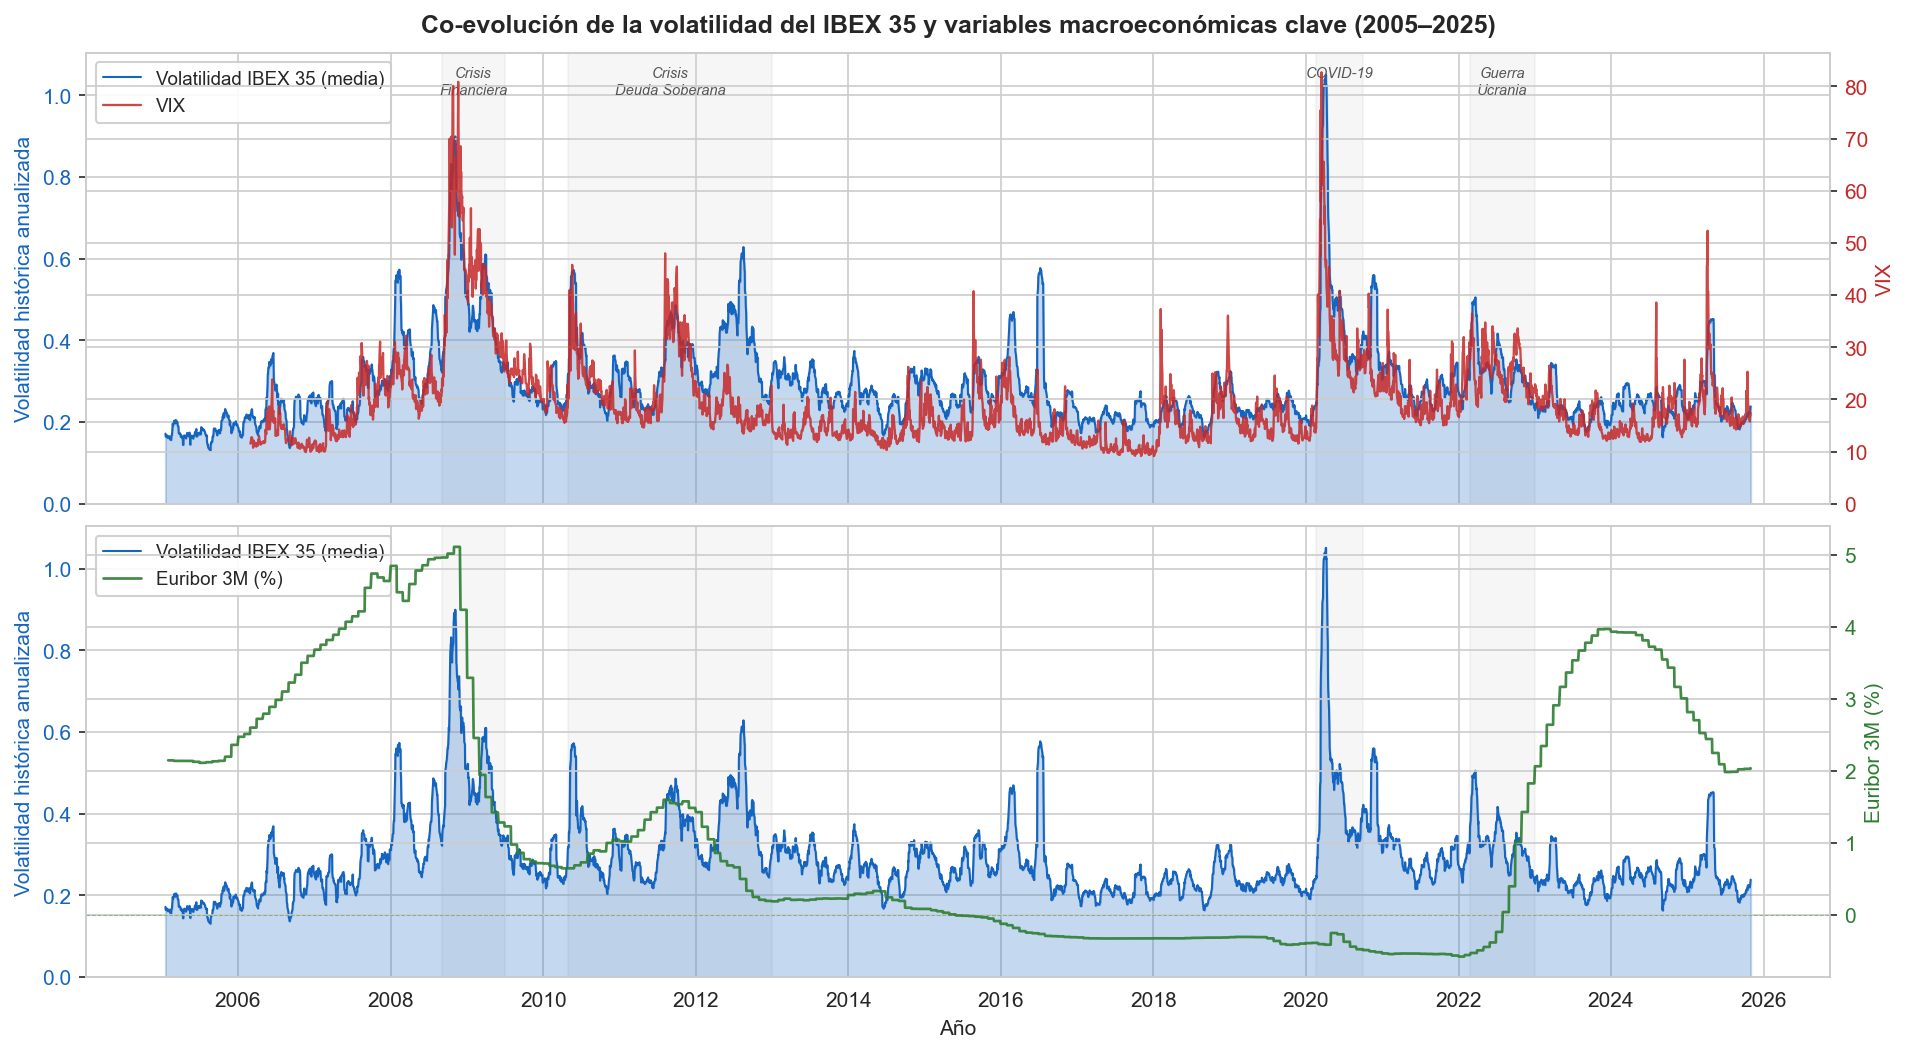 Co-evolución de la volatilidad del IBEX 35 y variables macroeconómicas clave (2005–2025)
Volatilidad IBEX 35 (media)
VIX
Crisis
Financiera
Crisis
Deuda Soberana
COVID-19
Guerra
Ucrania
Volatilidad histórica anualizada
1.0
0.8
0.6
0.4
0.2
0.0
80
70
60
50
40
30
20
10
0
VIX
Volatilidad IBEX 35 (media)
Euribor 3M (%)
Volatilidad histórica anualizada
1.0
0.8
0.6
0.4
0.2
0.0
5
4
3
2
1
0
Euribor 3M (%)
2006 2008 2010 2012 2014 2016 2018 2020 2022 2024 2026
Año